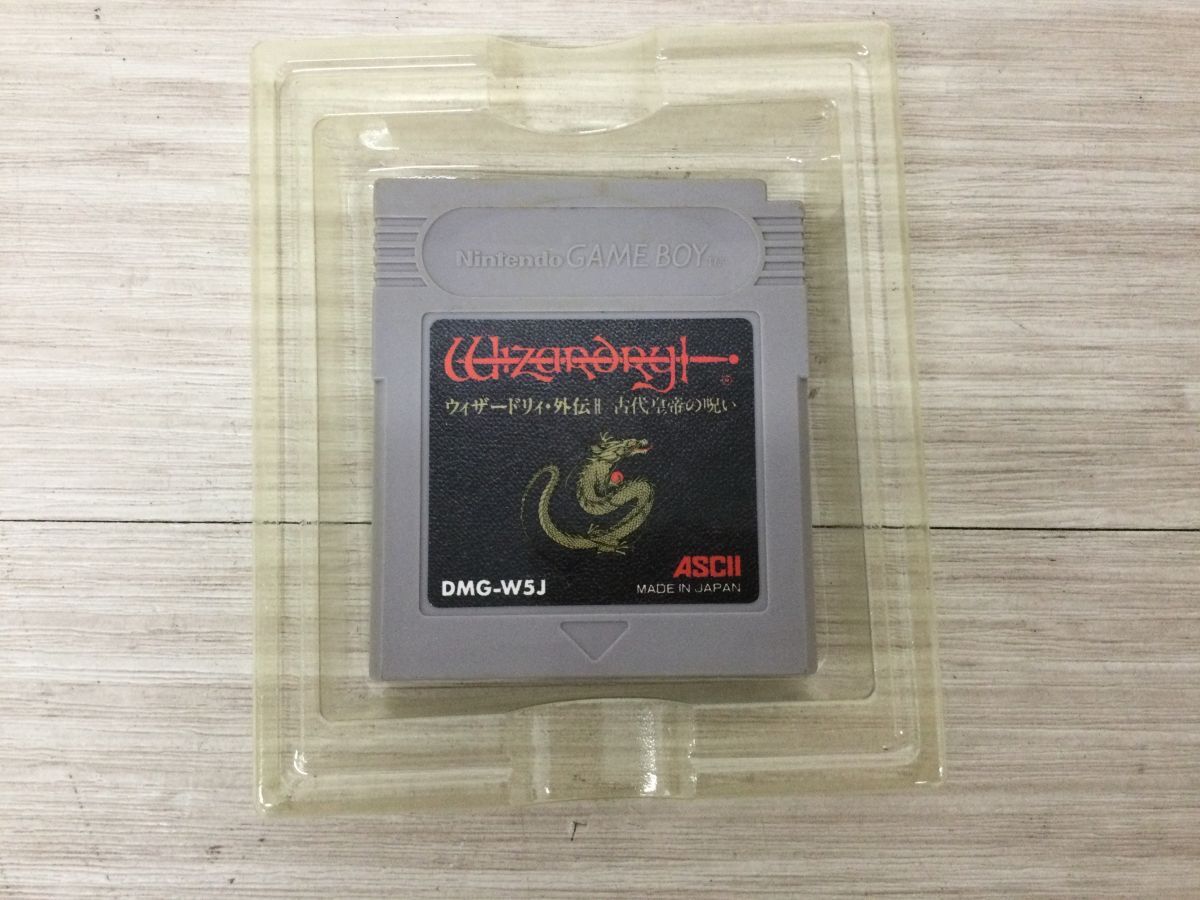 Nintendo GAME BOY TM
Wizardry
®
ウィザードリィ・外伝II 古代皇帝の呪い
ASCII
DMG-W5J
MADE IN JAPAN